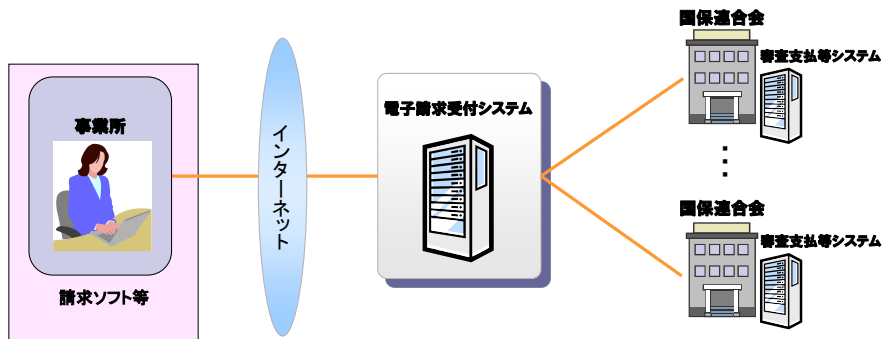 事業所
請求ソフト等
インターネット
電子請求受付システム
国保連合会
審査支払等システム
国保連合会
審査支払等システム